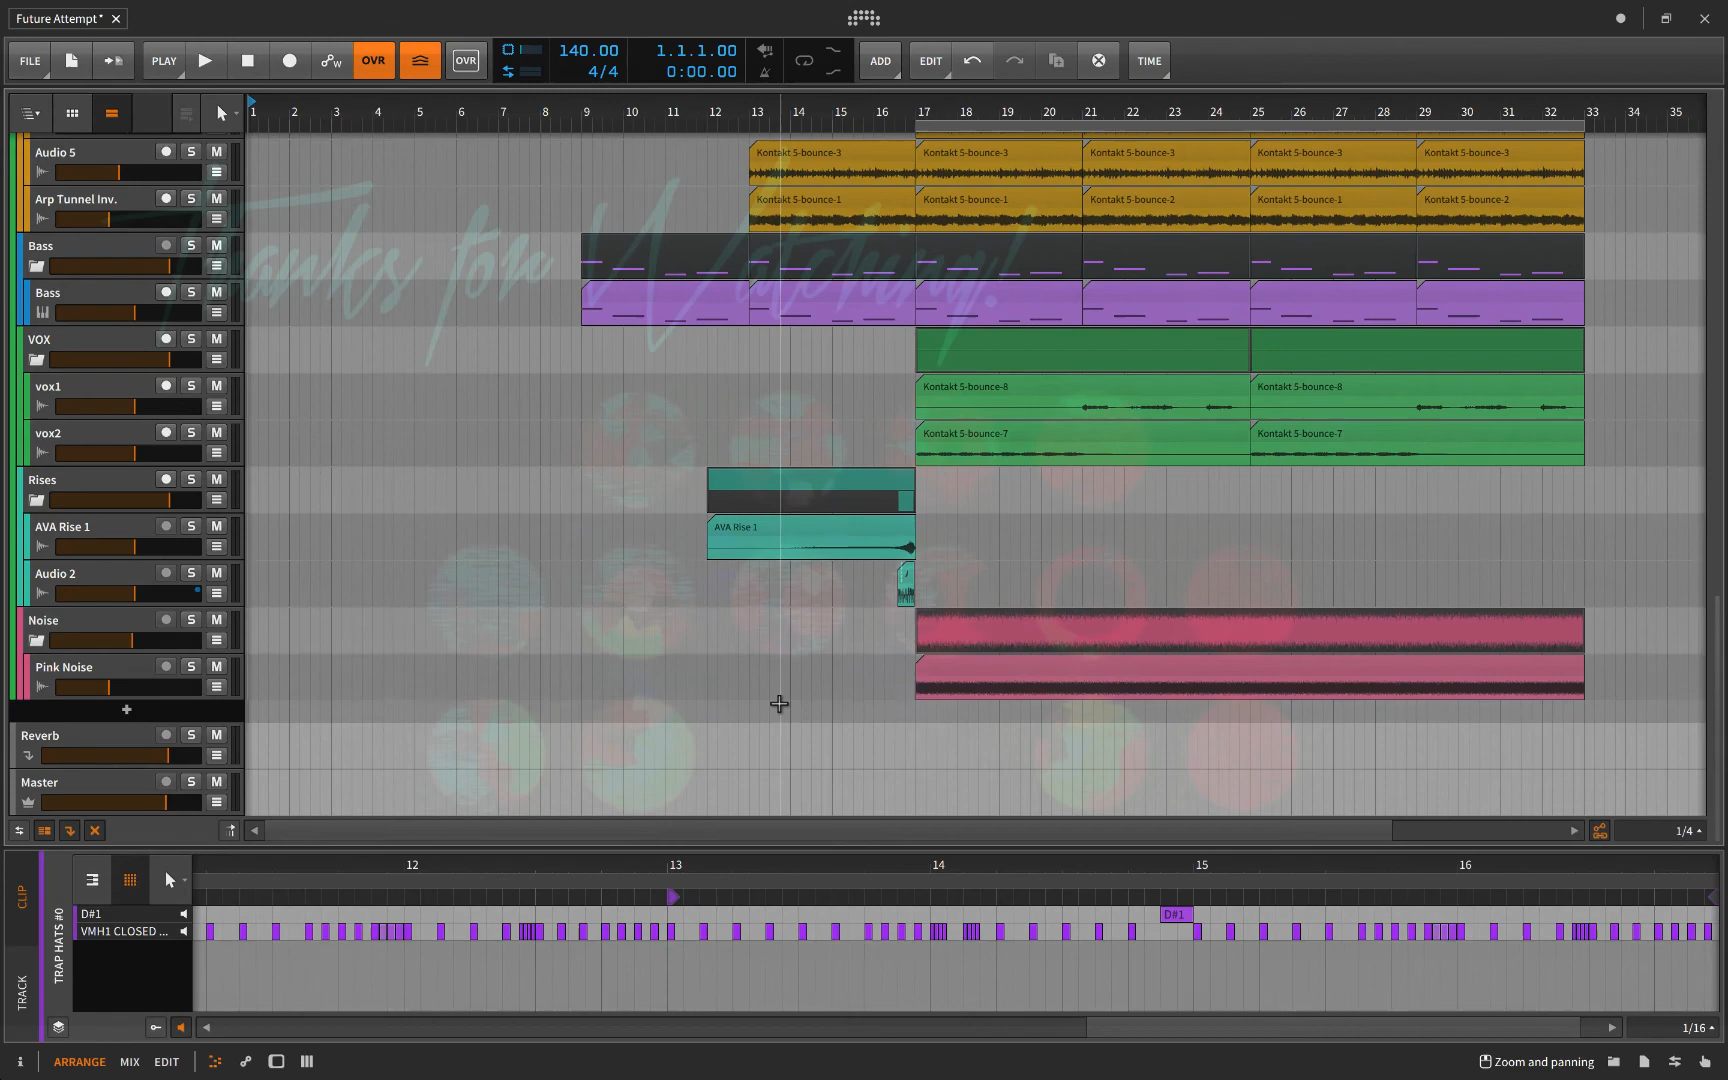 Future Attempt*
FILE PLAY OVR OVR 140.00 4/4 1.1.1.00 0:00.00 ADD EDIT TIME
1 2 3 4 5 6 7 8 9 10 11 12 13 14 15 16 17 18 19 20 21 22 23 24 25 26 27 28 29 30 31 32 33 34 35
Audio 5 S M Kontakt 5-bounce-3 Kontakt 5-bounce-3 Kontakt 5-bounce-3 Kontakt 5-bounce-3 Kontakt 5-bounce-3
Arp Tunnel Inv. S M Kontakt 5-bounce-1 Kontakt 5-bounce-1 Kontakt 5-bounce-2 Kontakt 5-bounce-1 Kontakt 5-bounce-2
Thanks for Watching!
Bass S M
Bass S M
VOX S M
vox1 S M Kontakt 5-bounce-8 Kontakt 5-bounce-8
vox2 S M Kontakt 5-bounce-7 Kontakt 5-bounce-7
Rises S M
AVA Rise 1 S M AVA Rise 1
Audio 2 S M
Noise S M
Pink Noise S M
Reverb S M
Master S M
1/4
CLIP
TRACK
TRAP HATS #0
12 13 14 15 16
D#1 D#1
VMH1 CLOSED ...
1/16
i ARRANGE MIX EDIT Zoom and panning